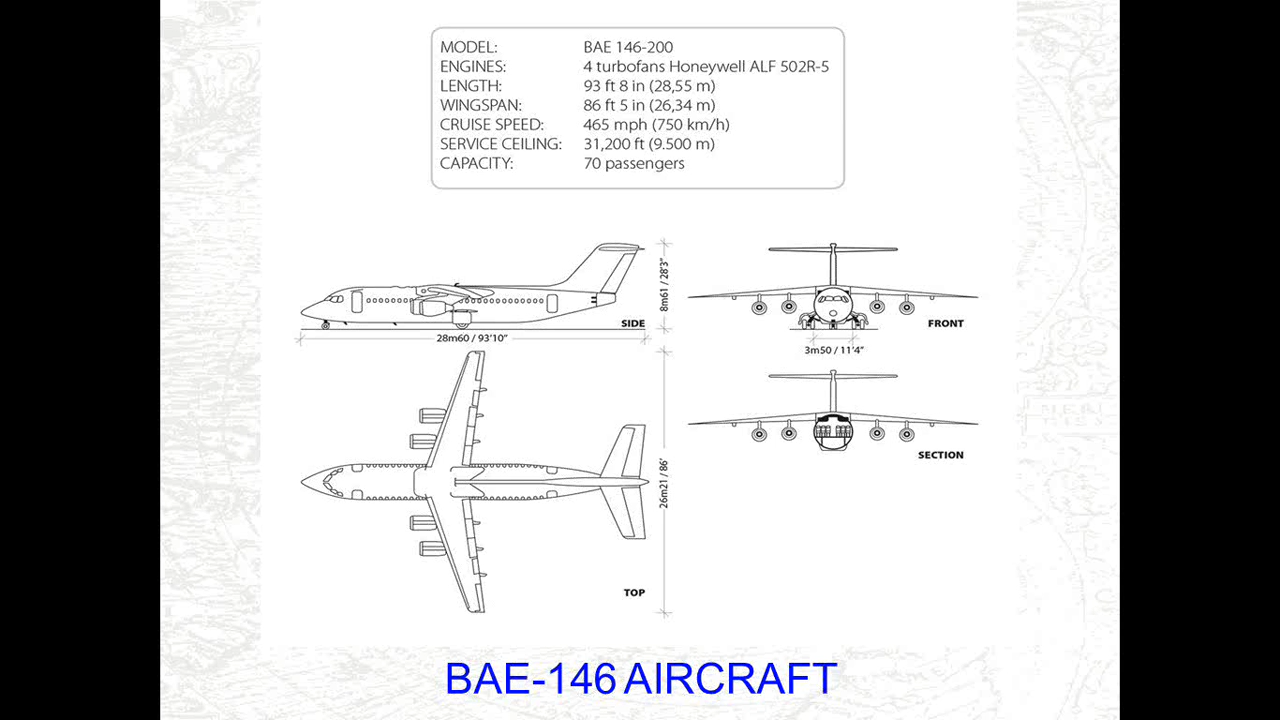 MODEL: BAE 146-200
ENGINES: 4 turbofans Honeywell ALF 502R-5
LENGTH: 93 ft 8 in (28,55 m)
WINGSPAN: 86 ft 5 in (26,34 m)
CRUISE SPEED: 465 mph (750 km/h)
SERVICE CEILING: 31,200 ft (9.500 m)
CAPACITY: 70 passengers
8m61 / 28'3"
SIDE
28m60 / 93'10"
FRONT
3m50 / 11'4"
SECTION
26m21 / 86'
TOP
BAE-146 AIRCRAFT